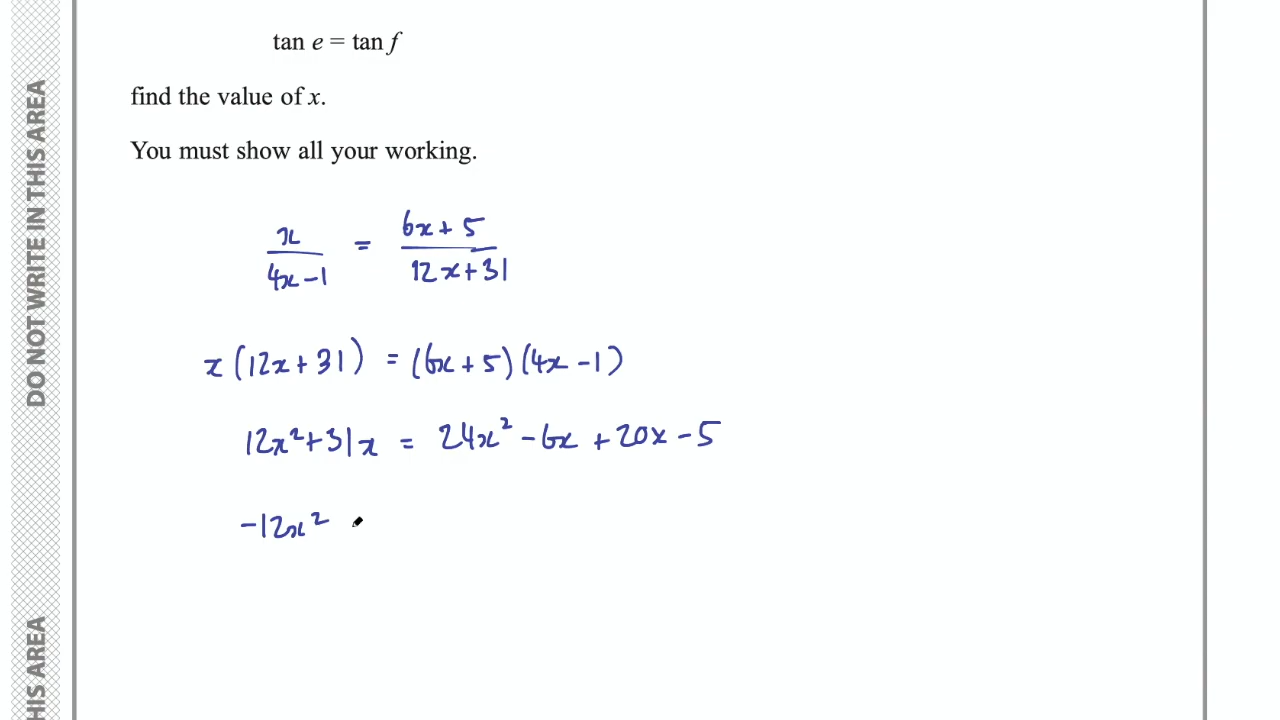 tan e = tan f
find the value of x.
You must show all your working.
x/(4x - 1) = (6x + 5)/(12x + 31)
x(12x + 31) = (6x + 5)(4x - 1)
12x² + 31x = 24x² - 6x + 20x - 5
-12x²
DO NOT WRITE IN THIS AREA
HIS AREA